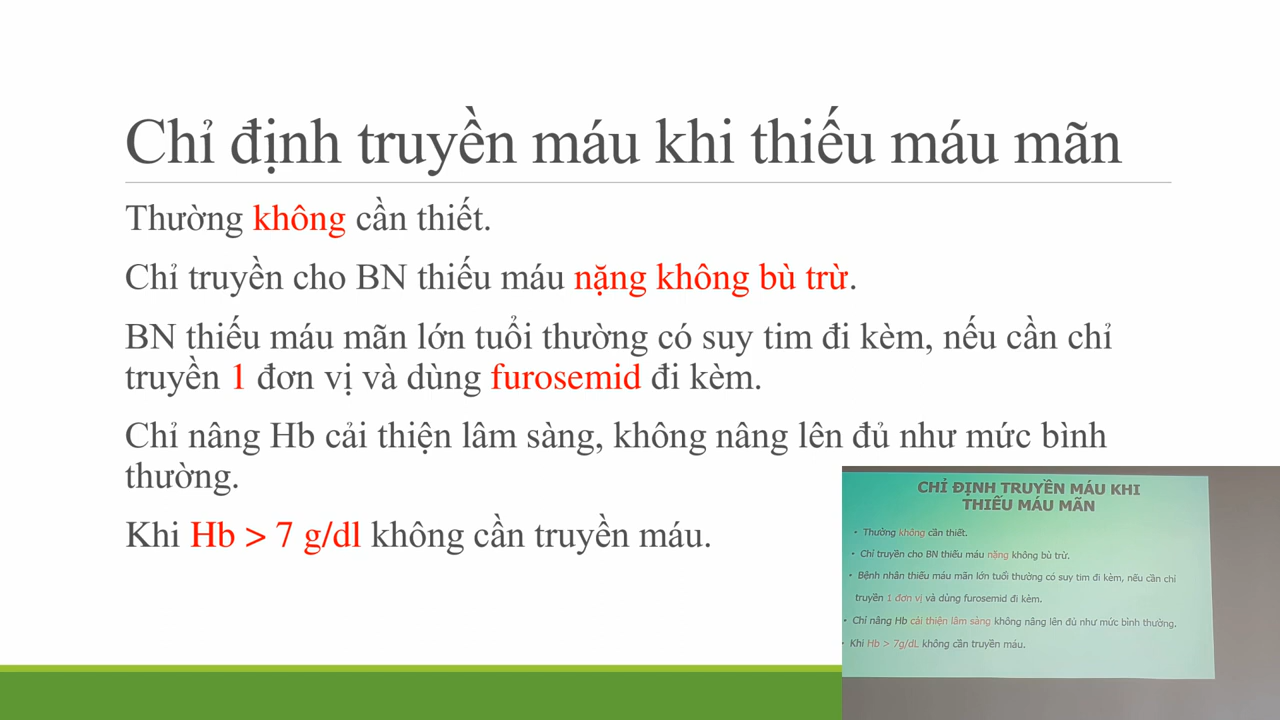 Chỉ định truyền máu khi thiếu máu mãn
Thường không cần thiết.
Chỉ truyền cho BN thiếu máu nặng không bù trừ.
BN thiếu máu mãn lớn tuổi thường có suy tim đi kèm, nếu cần chỉ
truyền 1 đơn vị và dùng furosemid đi kèm.
Chỉ nâng Hb cải thiện lâm sàng, không nâng lên đủ như mức bình
thường.
Khi Hb > 7 g/dl không cần truyền máu.
CHỈ ĐỊNH TRUYỀN MÁU KHI
THIẾU MÁU MÃN
• Thường không cần thiết.
• Chỉ truyền cho BN thiếu máu nặng không bù trừ.
• Bệnh nhân thiếu máu mãn lớn tuổi thường có suy tim đi kèm, nếu cần chỉ
truyền 1 đơn vị và dùng furosemid đi kèm.
• Chỉ nâng Hb cải thiện lâm sàng không nâng lên đủ như mức bình thường.
• Khi Hb > 7g/dL không cần truyền máu.